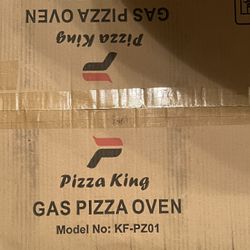 GAS PIZZA OVEN
Pizza King
Pizza King
GAS PIZZA OVEN
Model No: KF-PZ01